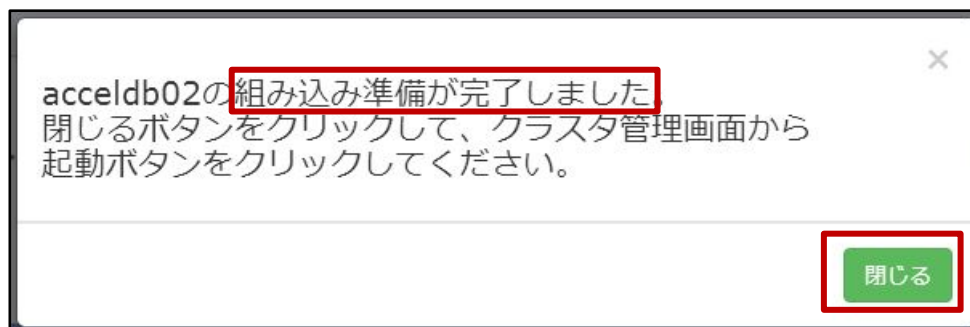 ×
acceldb02の組み込み準備が完了しました。
閉じるボタンをクリックして、クラスタ管理画面から
起動ボタンをクリックしてください。
閉じる